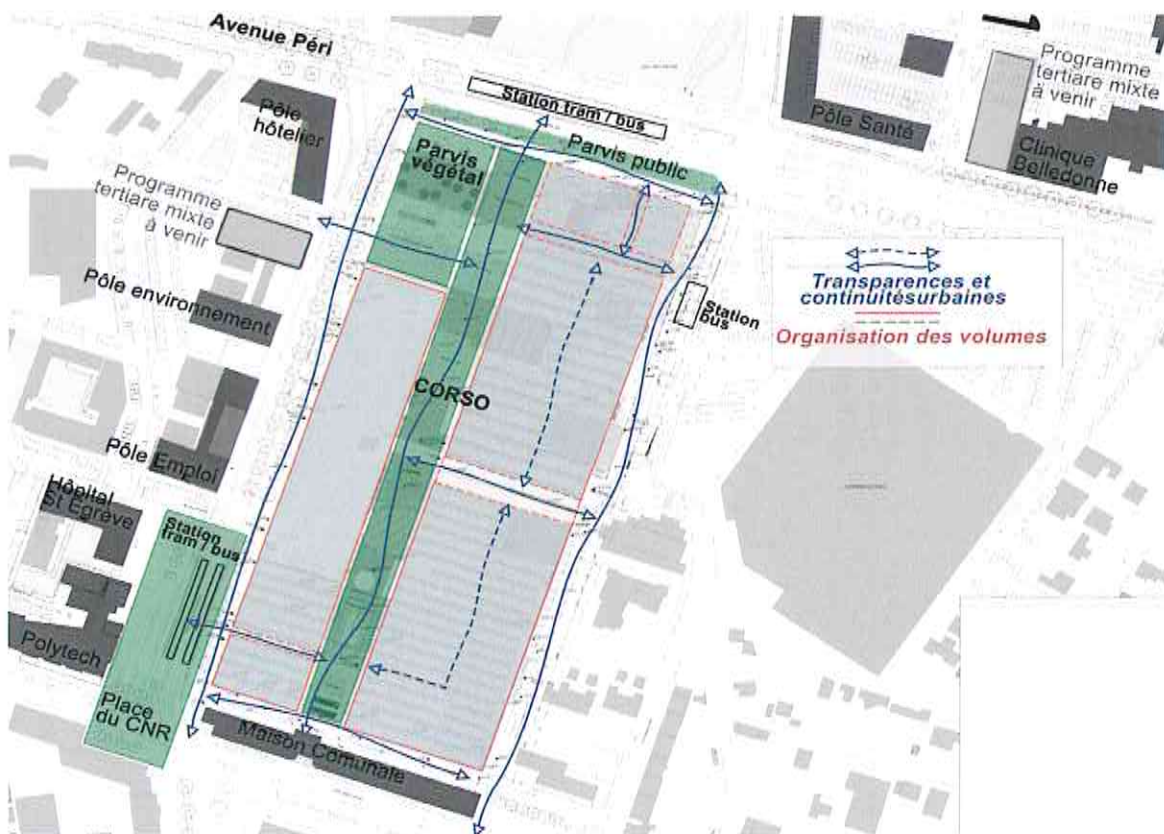 Avenue Péri
Station tram / bus
Parvis public
Pôle
hôtelier
Parvis
végétal
Programme
tertiaire mixte
à venir
Pôle environnement
Pôle Santé
Programme
tertiaire mixte
à venir
Clinique
Belledonne
Station
bus
Transparences et
continuitésurbaines
Organisation des volumes
CORSO
Pôle Emploi
Hôpital
St Egrève
Station
tram / bus
Polytech
Place
du CNR
Maison Comunale